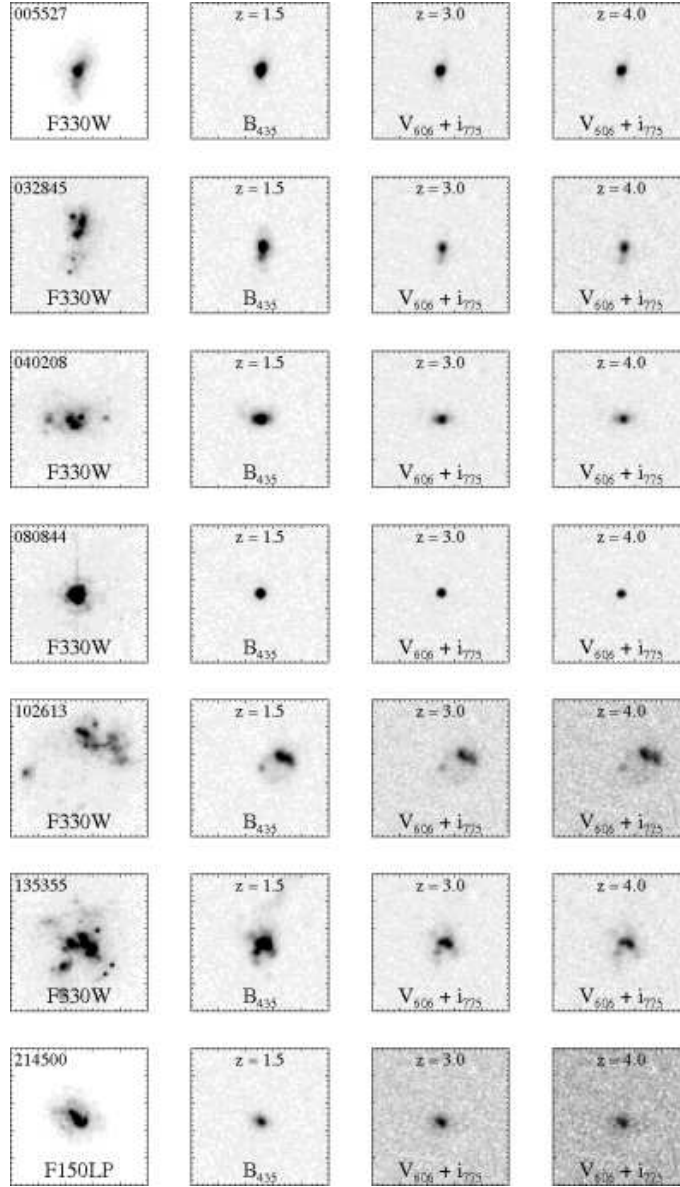 005527
F330W
z = 1.5
B₄₃₅
z = 3.0
V₆₀₆ + i₇₇₅
z = 4.0
V₆₀₆ + i₇₇₅
032845
F330W
z = 1.5
B₄₃₅
z = 3.0
V₆₀₆ + i₇₇₅
z = 4.0
V₆₀₆ + i₇₇₅
040208
F330W
z = 1.5
B₄₃₅
z = 3.0
V₆₀₆ + i₇₇₅
z = 4.0
V₆₀₆ + i₇₇₅
080844
F330W
z = 1.5
B₄₃₅
z = 3.0
V₆₀₆ + i₇₇₅
z = 4.0
V₆₀₆ + i₇₇₅
102613
F330W
z = 1.5
B₄₃₅
z = 3.0
V₆₀₆ + i₇₇₅
z = 4.0
V₆₀₆ + i₇₇₅
135355
F330W
z = 1.5
B₄₃₅
z = 3.0
V₆₀₆ + i₇₇₅
z = 4.0
V₆₀₆ + i₇₇₅
214500
F150LP
z = 1.5
B₄₃₅
z = 3.0
V₆₀₆ + i₇₇₅
z = 4.0
V₆₀₆ + i₇₇₅